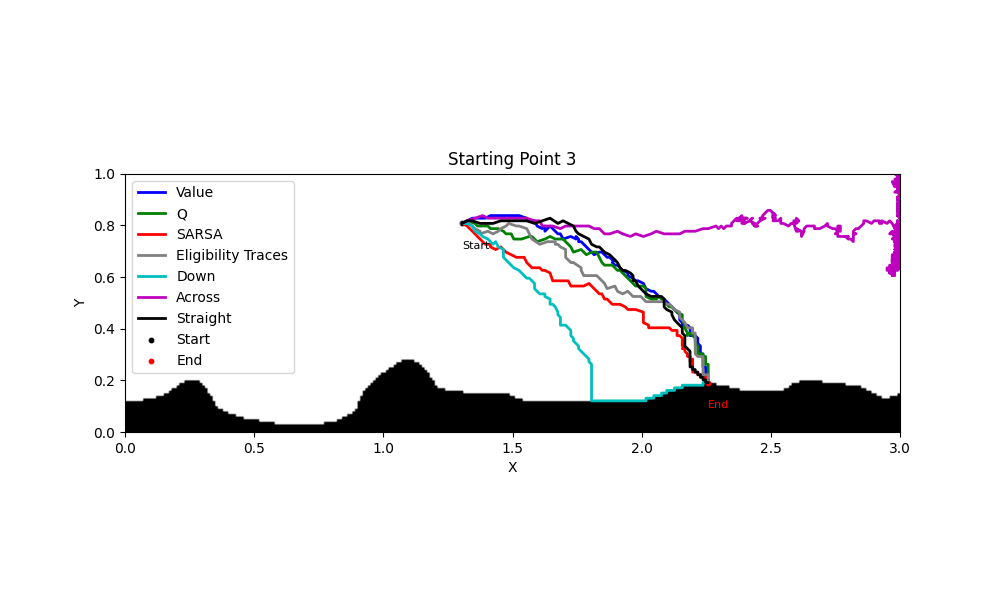 Starting Point 3
1.0
0.8
0.6
0.4
0.2
0.0
Y
Value
Q
SARSA
Eligibility Traces
Down
Across
Straight
Start
End
Start
End
0.0 0.5 1.0 1.5 2.0 2.5 3.0
X